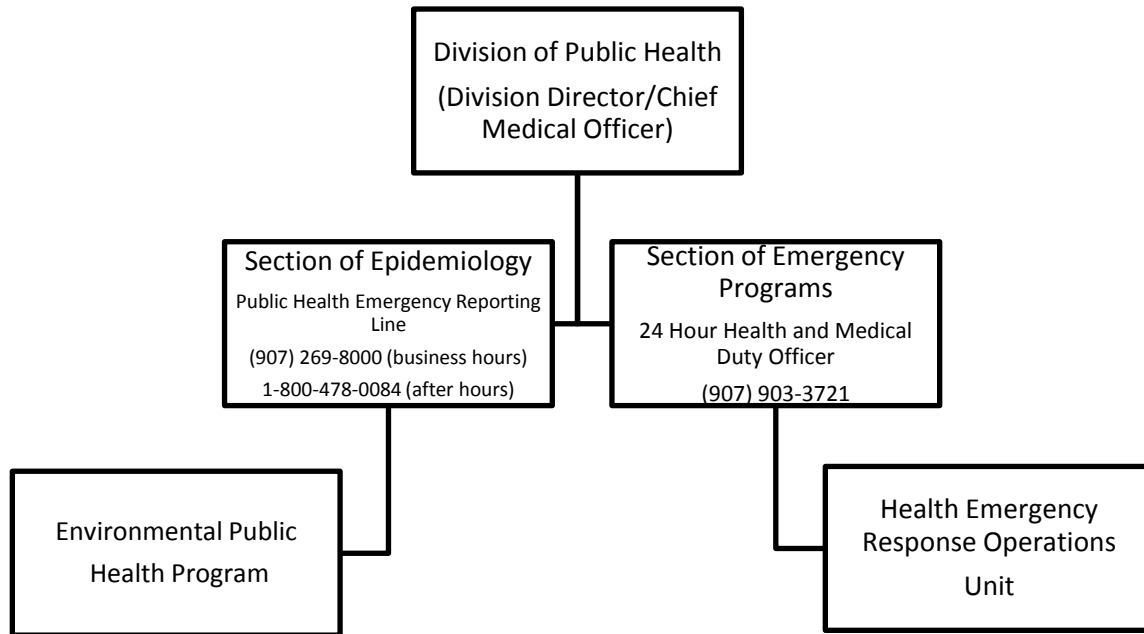 Division of Public Health
(Division Director/Chief
Medical Officer)
Section of Epidemiology
Public Health Emergency Reporting
Line
(907) 269-8000 (business hours)
1-800-478-0084 (after hours)
Section of Emergency
Programs
24 Hour Health and Medical
Duty Officer
(907) 903-3721
Environmental Public
Health Program
Health Emergency
Response Operations
Unit